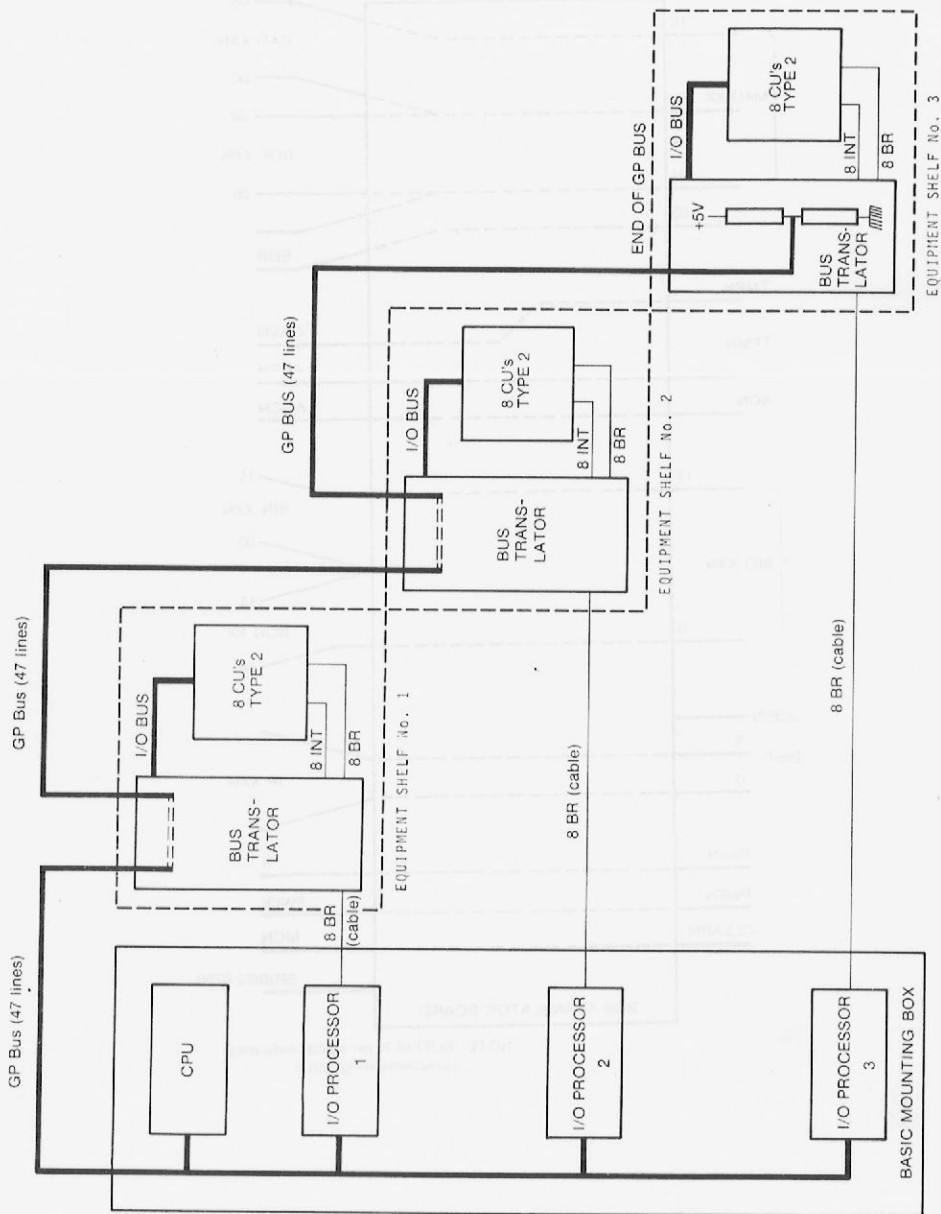 GP Bus (47 lines)
GP Bus (47 lines)
GP BUS (47 lines)
END OF GP BUS
CPU
I/O PROCESSOR
1
I/O PROCESSOR
2
I/O PROCESSOR
3
BASIC MOUNTING BOX
8 BR
(cable)
8 BR (cable)
8 BR (cable)
BUS
TRANS-
LATOR
I/O BUS
8 CU's
TYPE 2
8 INT
8 BR
EQUIPMENT SHELF No. 1
BUS
TRANS-
LATOR
I/O BUS
8 CU's
TYPE 2
8 INT
8 BR
EQUIPMENT SHELF No. 2
+5V
BUS
TRANS-
LATOR
I/O BUS
8 CU's
TYPE 2
8 INT
8 BR
EQUIPMENT SHELF No. 3